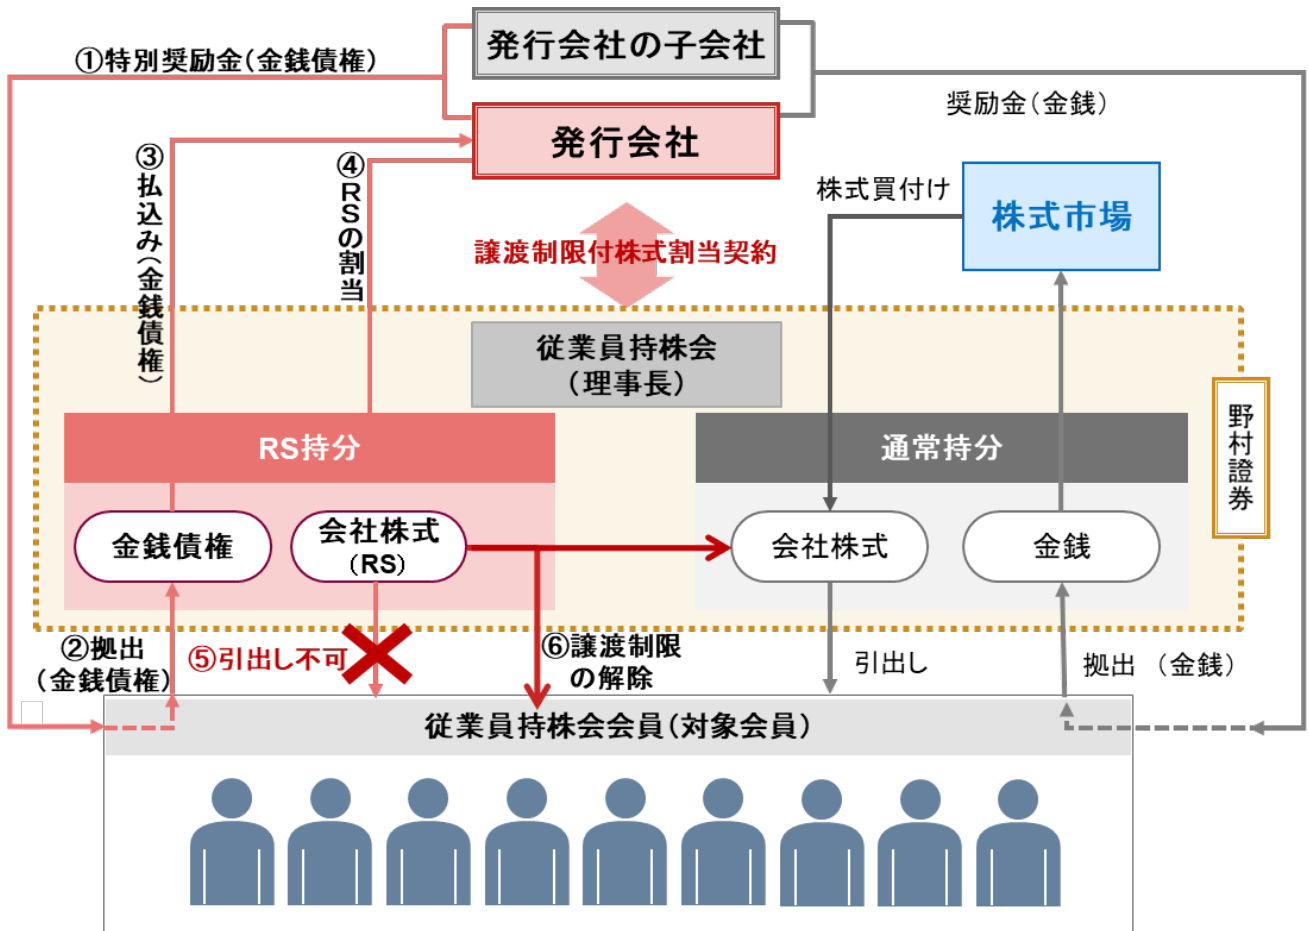 発行会社の子会社
①特別奨励金(金銭債権)
奨励金(金銭)
発行会社
③払込み(金銭債権)
④RSの割当
株式買付け
株式市場
譲渡制限付株式割当契約
従業員持株会
(理事長)
野村證券
RS持分
通常持分
金銭債権
会社株式
(RS)
会社株式
金銭
②拠出
(金銭債権)
⑤引出し不可
⑥譲渡制限
の解除
引出し
拠出 (金銭)
従業員持株会会員(対象会員)